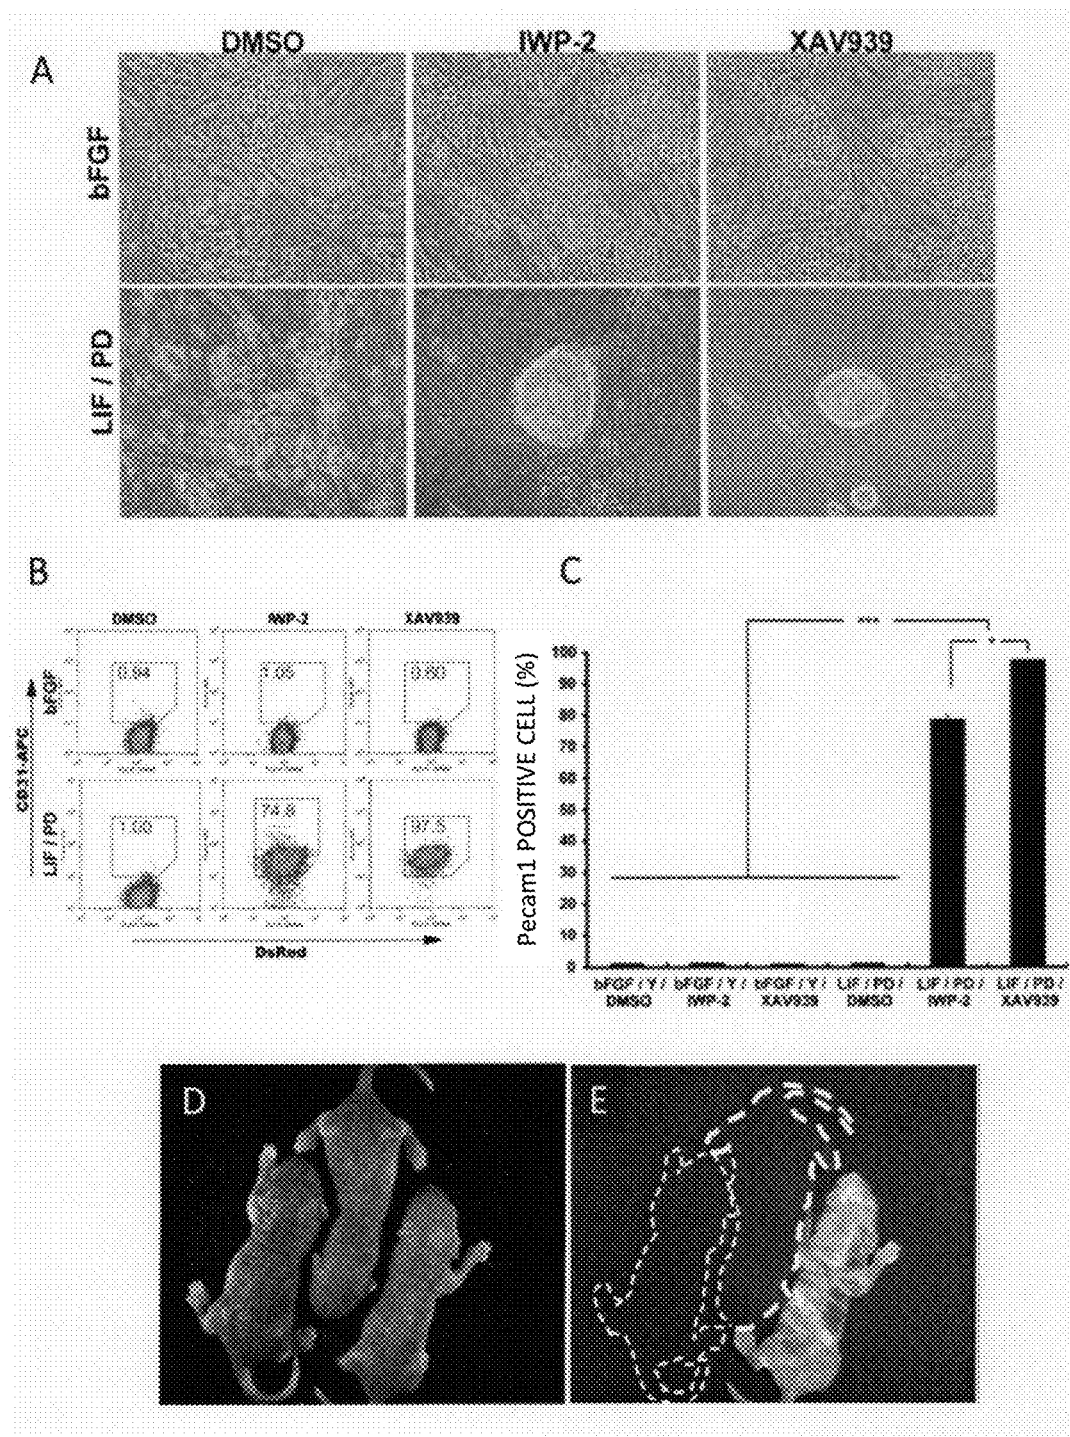 A
DMSO IWP-2 XAV939
bFGF
LIF / PD
B
DMSO IWP-2 XAV939
bFGF
0.94 1.05 0.60
CD31-APC
LIF / PD
1.00 74.8 97.5
DsRed
C
***
*
Pecam1 POSITIVE CELL (%)
100
90
80
70
60
50
40
30
20
10
0
bFGF / Y / DMSO
bFGF / Y / IWP-2
bFGF / Y / XAV939
LIF / PD / DMSO
LIF / PD / IWP-2
LIF / PD / XAV939
D
E